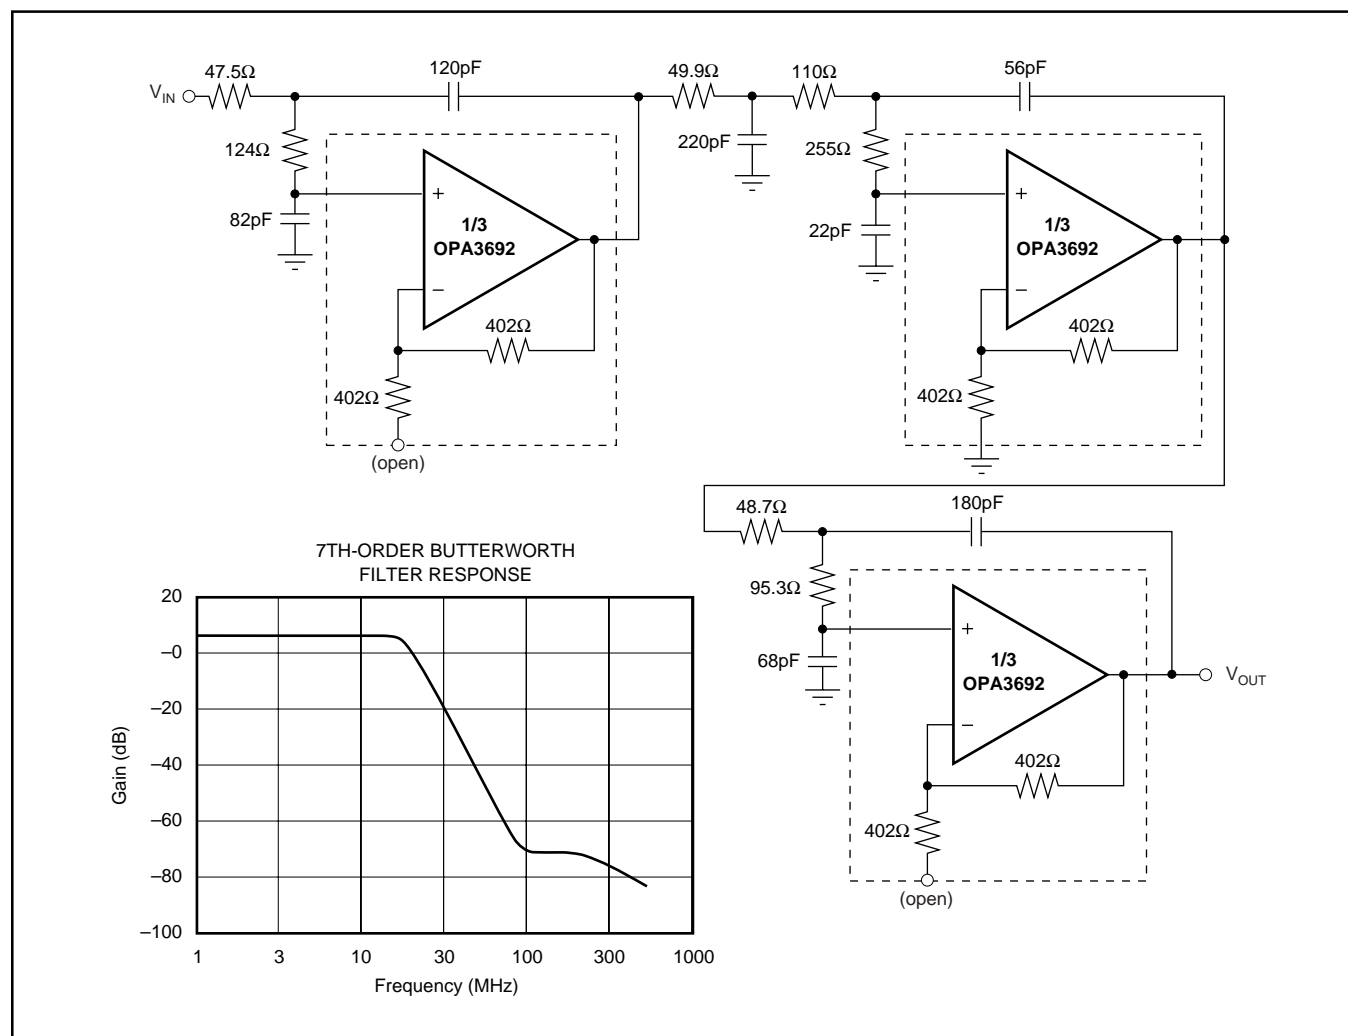 47.5Ω
120pF
49.9Ω
110Ω
56pF
V_IN
124Ω
220pF
255Ω
+
+
82pF
1/3
OPA3692
22pF
1/3
OPA3692
–
–
402Ω
402Ω
402Ω
402Ω
(open)
48.7Ω
180pF
95.3Ω
+
68pF
1/3
OPA3692
V_OUT
–
402Ω
402Ω
(open)
7TH-ORDER BUTTERWORTH
FILTER RESPONSE
20
–0
–20
–40
–60
–80
–100
Gain (dB)
1 3 10 30 100 300 1000
Frequency (MHz)